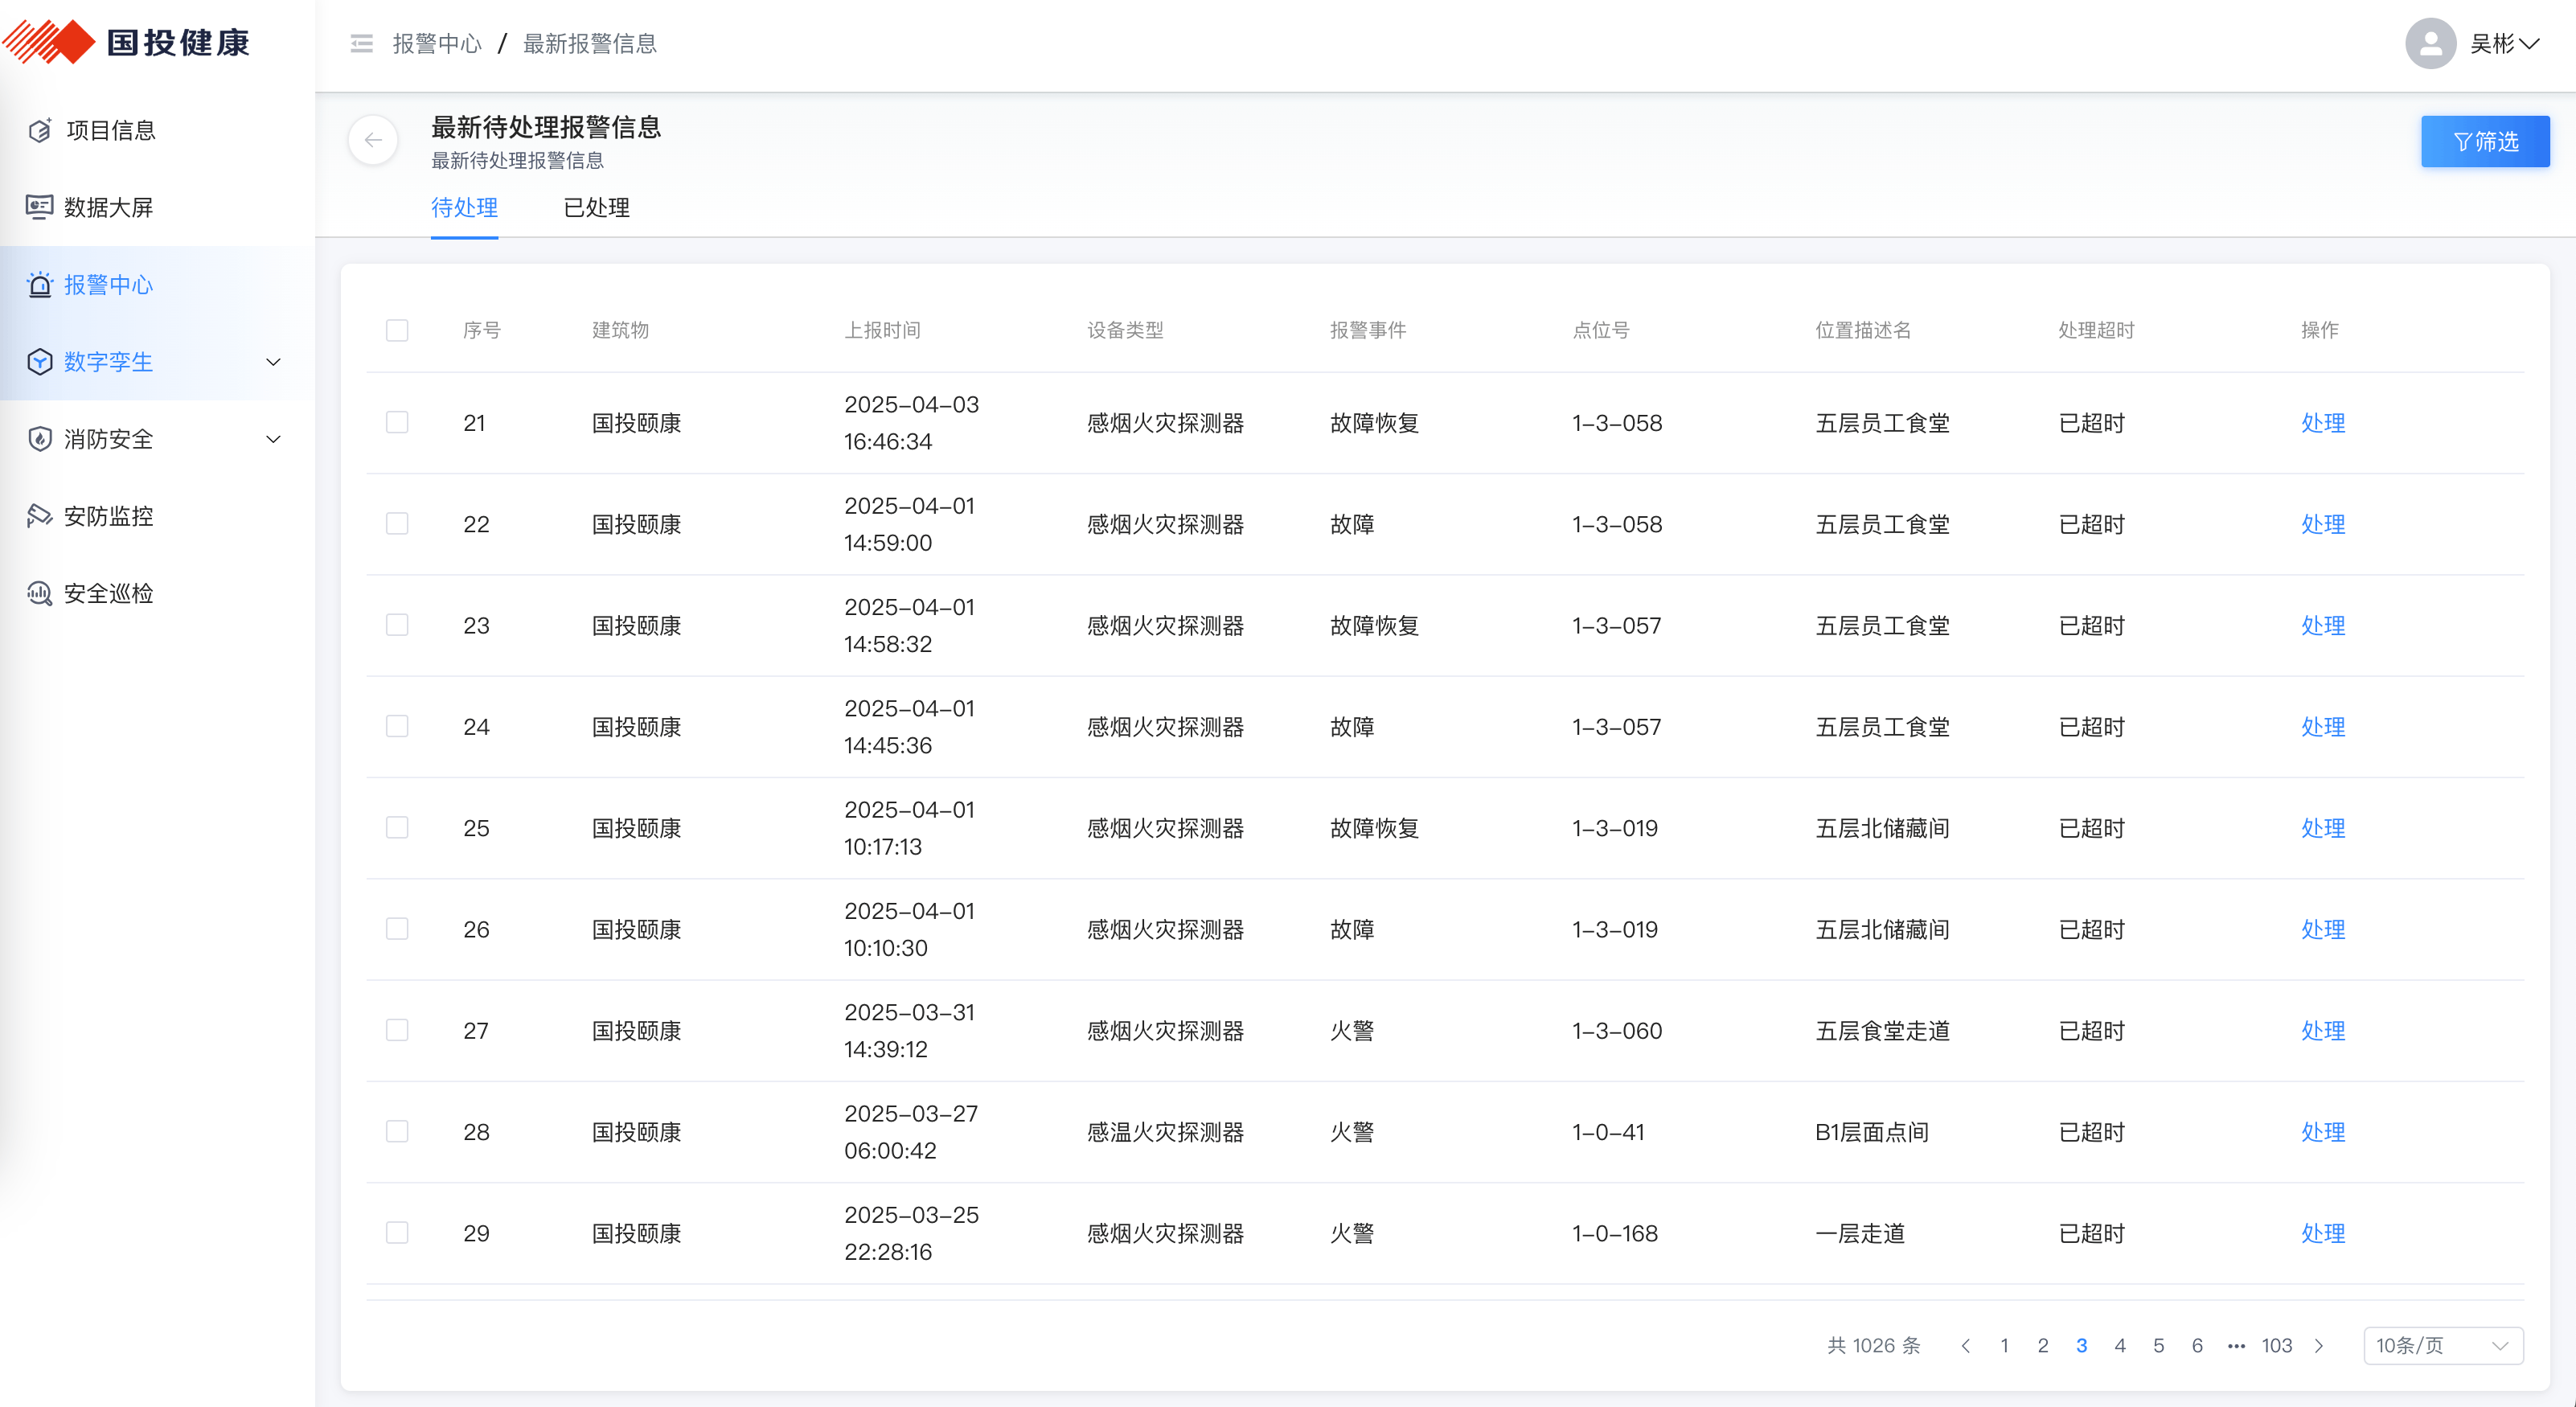 国投健康
报警中心 / 最新报警信息
吴彬
项目信息
数据大屏
报警中心
数字孪生
消防安全
安防监控
安全巡检
最新待处理报警信息
最新待处理报警信息
筛选
待处理 已处理
序号 建筑物 上报时间 设备类型 报警事件 点位号 位置描述名 处理超时 操作
21 国投颐康 2025-04-03 16:46:34 感烟火灾探测器 故障恢复 1-3-058 五层员工食堂 已超时 处理
22 国投颐康 2025-04-01 14:59:00 感烟火灾探测器 故障 1-3-058 五层员工食堂 已超时 处理
23 国投颐康 2025-04-01 14:58:32 感烟火灾探测器 故障恢复 1-3-057 五层员工食堂 已超时 处理
24 国投颐康 2025-04-01 14:45:36 感烟火灾探测器 故障 1-3-057 五层员工食堂 已超时 处理
25 国投颐康 2025-04-01 10:17:13 感烟火灾探测器 故障恢复 1-3-019 五层北储藏间 已超时 处理
26 国投颐康 2025-04-01 10:10:30 感烟火灾探测器 故障 1-3-019 五层北储藏间 已超时 处理
27 国投颐康 2025-03-31 14:39:12 感烟火灾探测器 火警 1-3-060 五层食堂走道 已超时 处理
28 国投颐康 2025-03-27 06:00:42 感温火灾探测器 火警 1-0-41 B1层面点间 已超时 处理
29 国投颐康 2025-03-25 22:28:16 感烟火灾探测器 火警 1-0-168 一层走道 已超时 处理
共 1026 条 1 2 3 4 5 6 ••• 103 10条/页